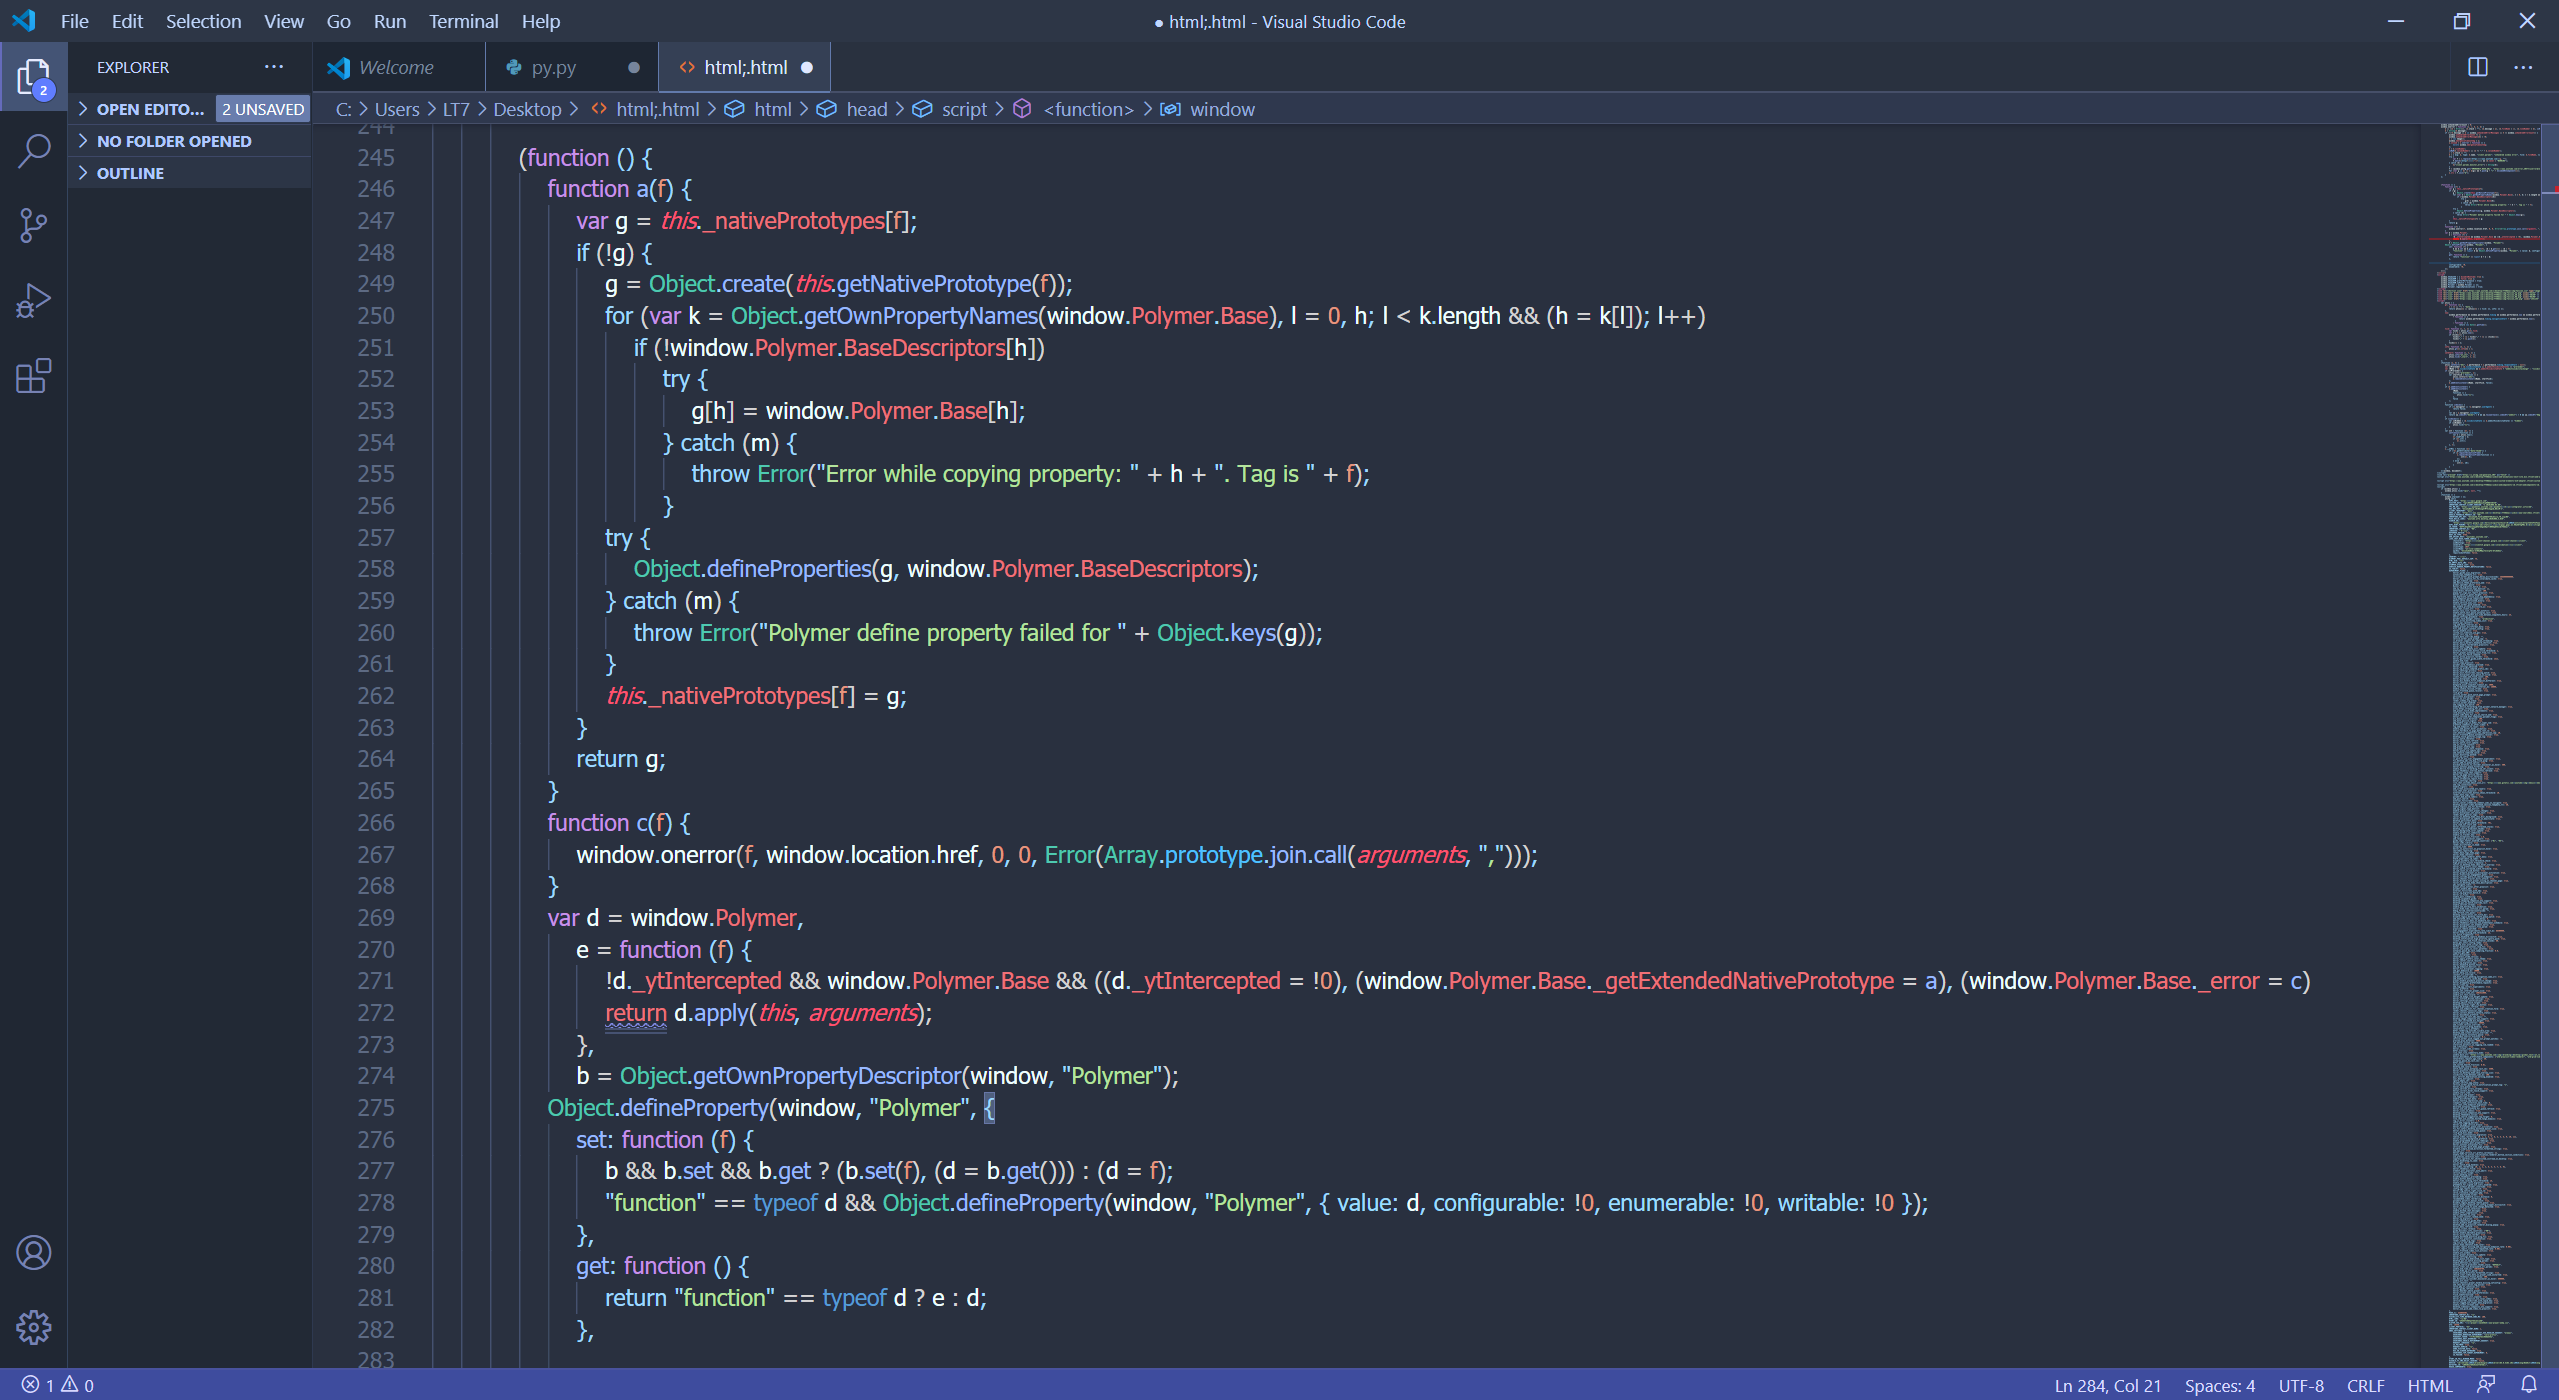 File Edit Selection View Go Run Terminal Help
● html;.html - Visual Studio Code
EXPLORER
Welcome
py.py
html;.html
OPEN EDITO... 2 UNSAVED
NO FOLDER OPENED
OUTLINE
2
C: > Users > LT7 > Desktop > html;.html > html > head > script > <function> > window
244
245 (function () {
246 function a(f) {
247 var g = this._nativePrototypes[f];
248 if (!g) {
249 g = Object.create(this.getNativePrototype(f));
250 for (var k = Object.getOwnPropertyNames(window.Polymer.Base), l = 0, h; l < k.length && (h = k[l]); l++)
251 if (!window.Polymer.BaseDescriptors[h])
252 try {
253 g[h] = window.Polymer.Base[h];
254 } catch (m) {
255 throw Error("Error while copying property: " + h + ". Tag is " + f);
256 }
257 try {
258 Object.defineProperties(g, window.Polymer.BaseDescriptors);
259 } catch (m) {
260 throw Error("Polymer define property failed for " + Object.keys(g));
261 }
262 this._nativePrototypes[f] = g;
263 }
264 return g;
265 }
266 function c(f) {
267 window.onerror(f, window.location.href, 0, 0, Error(Array.prototype.join.call(arguments, ",")));
268 }
269 var d = window.Polymer,
270 e = function (f) {
271 !d._ytIntercepted && window.Polymer.Base && ((d._ytIntercepted = !0), (window.Polymer.Base._getExtendedNativePrototype = a), (window.Polymer.Base._error = c)
272 return d.apply(this, arguments);
273 },
274 b = Object.getOwnPropertyDescriptor(window, "Polymer");
275 Object.defineProperty(window, "Polymer", {
276 set: function (f) {
277 b && b.set && b.get ? (b.set(f), (d = b.get())) : (d = f);
278 "function" == typeof d && Object.defineProperty(window, "Polymer", { value: d, configurable: !0, enumerable: !0, writable: !0 });
279 },
280 get: function () {
281 return "function" == typeof d ? e : d;
282 },
283
1 0
Ln 284, Col 21 Spaces: 4 UTF-8 CRLF HTML